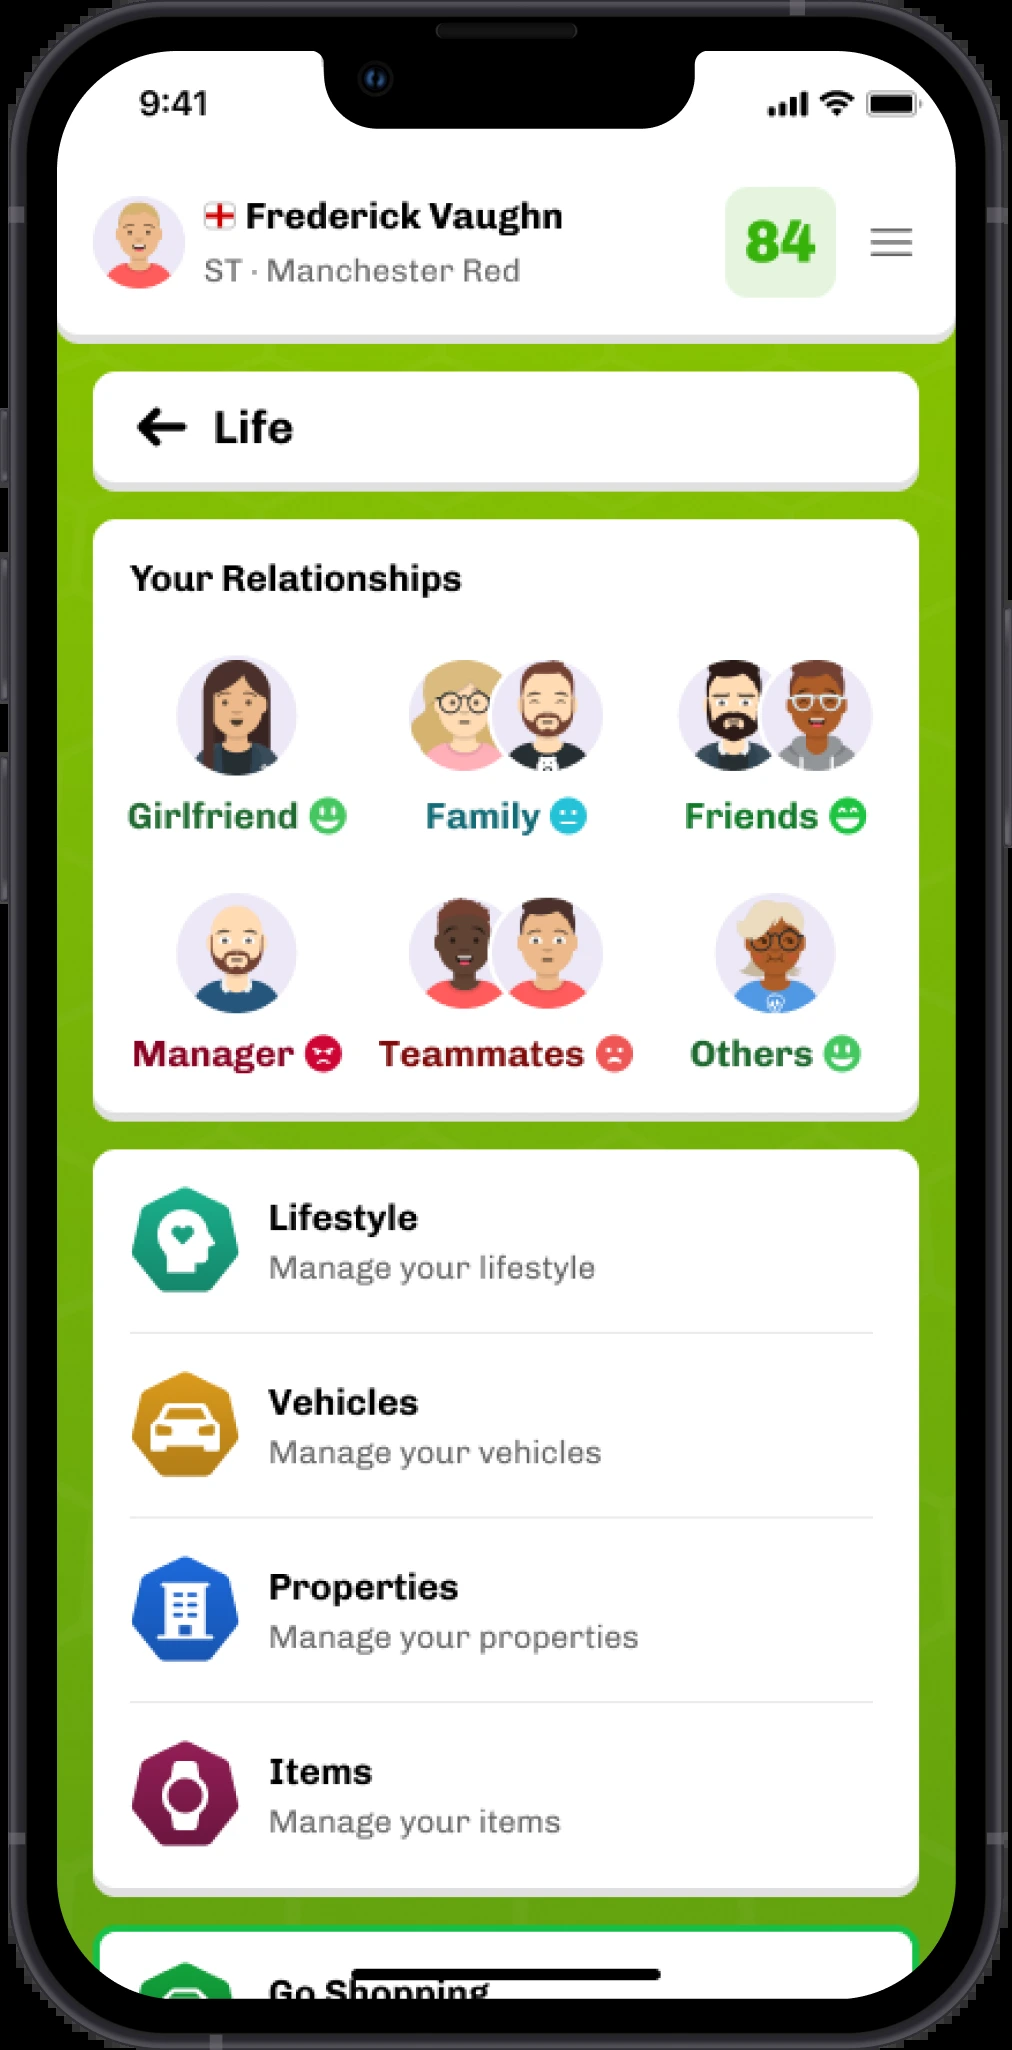 9:41
Frederick Vaughn
84
ST · Manchester Red
Life
Your Relationships
Girlfriend
Family
Friends
Manager
Teammates
Others
Lifestyle
Manage your lifestyle
Vehicles
Manage your vehicles
Properties
Manage your properties
Items
Manage your items
Go Shopping